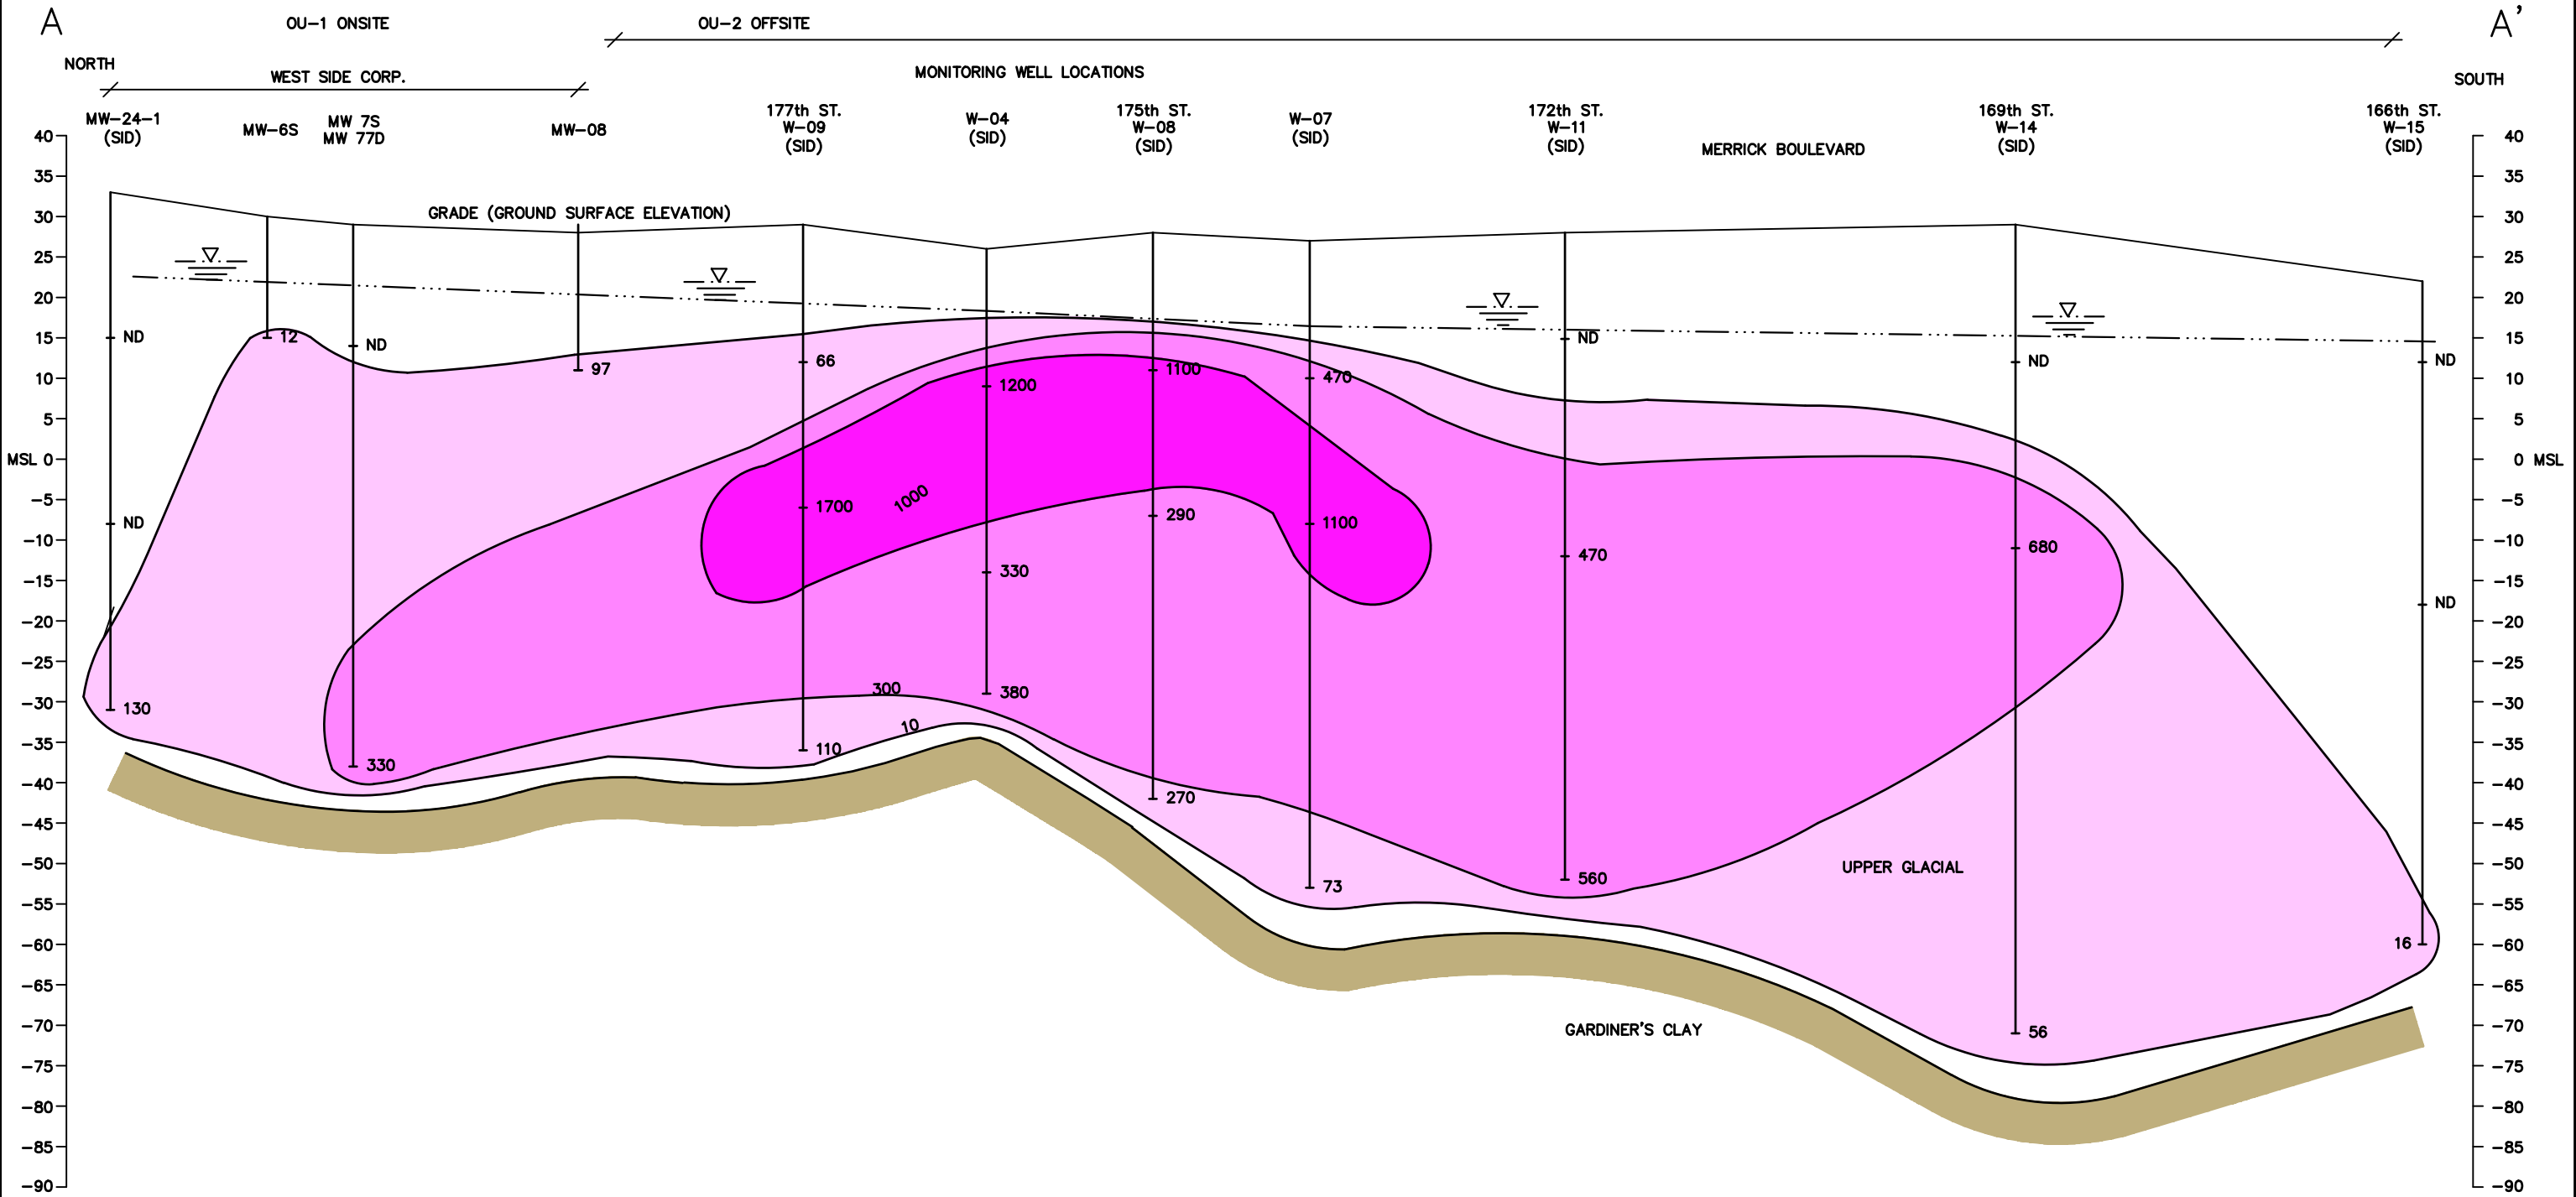 A
OU-1 ONSITE
OU-2 OFFSITE
A'
NORTH
WEST SIDE CORP.
MONITORING WELL LOCATIONS
SOUTH
MW-24-1
(SID)
MW-6S
MW 7S
MW 77D
MW-08
177th ST.
W-09
(SID)
W-04
(SID)
175th ST.
W-08
(SID)
W-07
(SID)
172th ST.
W-11
(SID)
MERRICK BOULEVARD
169th ST.
W-14
(SID)
166th ST.
W-15
(SID)
40
35
30
25
20
15
10
5
MSL 0
-5
-10
-15
-20
-25
-30
-35
-40
-45
-50
-55
-60
-65
-70
-75
-80
-85
-90
GRADE (GROUND SURFACE ELEVATION)
ND
ND
130
12
ND
330
97
66
1700
110
1000
300
10
1200
330
380
1100
290
270
470
1100
73
ND
470
560
ND
680
56
ND
ND
16
UPPER GLACIAL
GARDINER'S CLAY
40
35
30
25
20
15
10
5
0 MSL
-5
-10
-15
-20
-25
-30
-35
-40
-45
-50
-55
-60
-65
-70
-75
-80
-85
-90